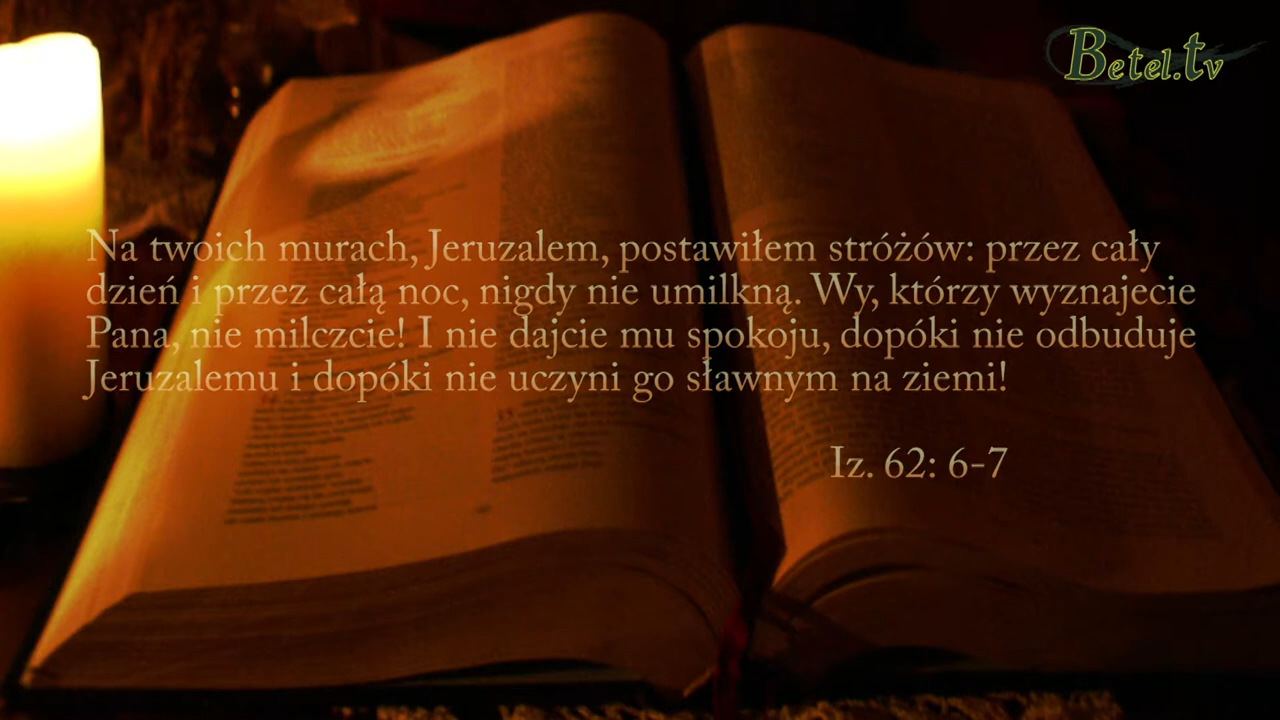 Betel.tv
Na twoich murach, Jeruzalem, postawiłem stróżów: przez cały
dzień i przez całą noc, nigdy nie umilkną. Wy, którzy wyznajecie
Pana, nie milczcie! I nie dajcie mu spokoju, dopóki nie odbuduje
Jeruzalemu i dopóki nie uczyni go sławnym na ziemi!
Iz. 62: 6-7